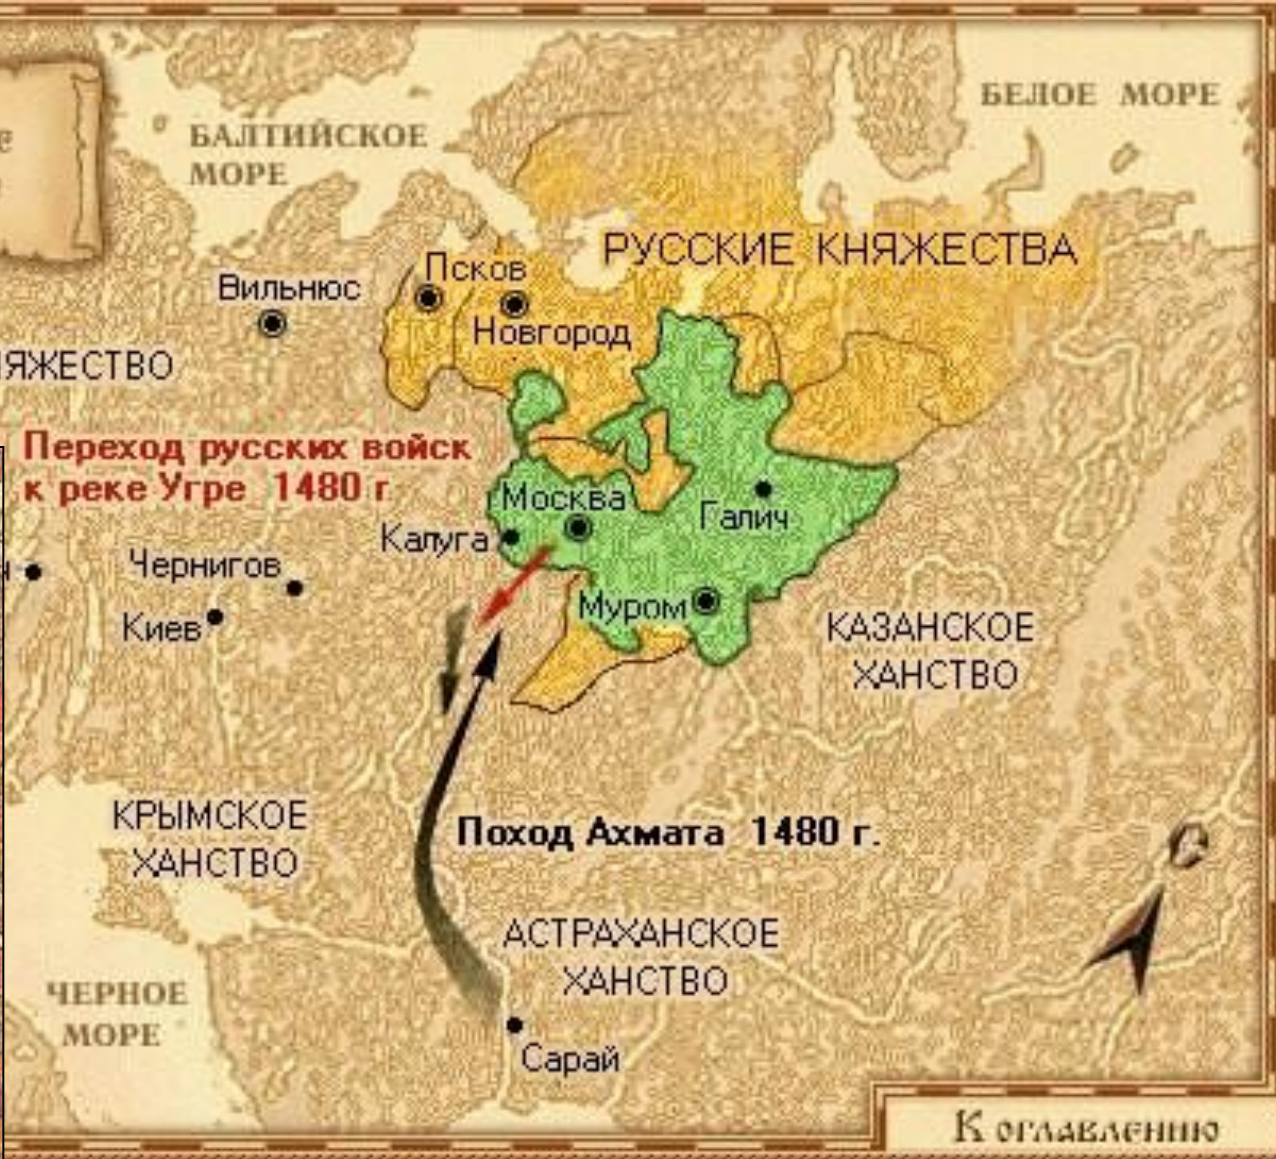 БЕЛОЕ МОРЕ
БАЛТИЙСКОЕ
МОРЕ
РУССКИЕ КНЯЖЕСТВА
Псков
Вильнюс
Новгород
Переход русских войск
к реке Угре 1480 г
Москва
Галич
Калуга
Чернигов
Муром
Киев
КАЗАНСКОЕ
ХАНСТВО
КРЫМСКОЕ
ХАНСТВО
Поход Ахмата 1480 г.
С
АСТРАХАНСКОЕ
ХАНСТВО
ЧЕРНОЕ
МОРЕ
Сарай
К оглавлению